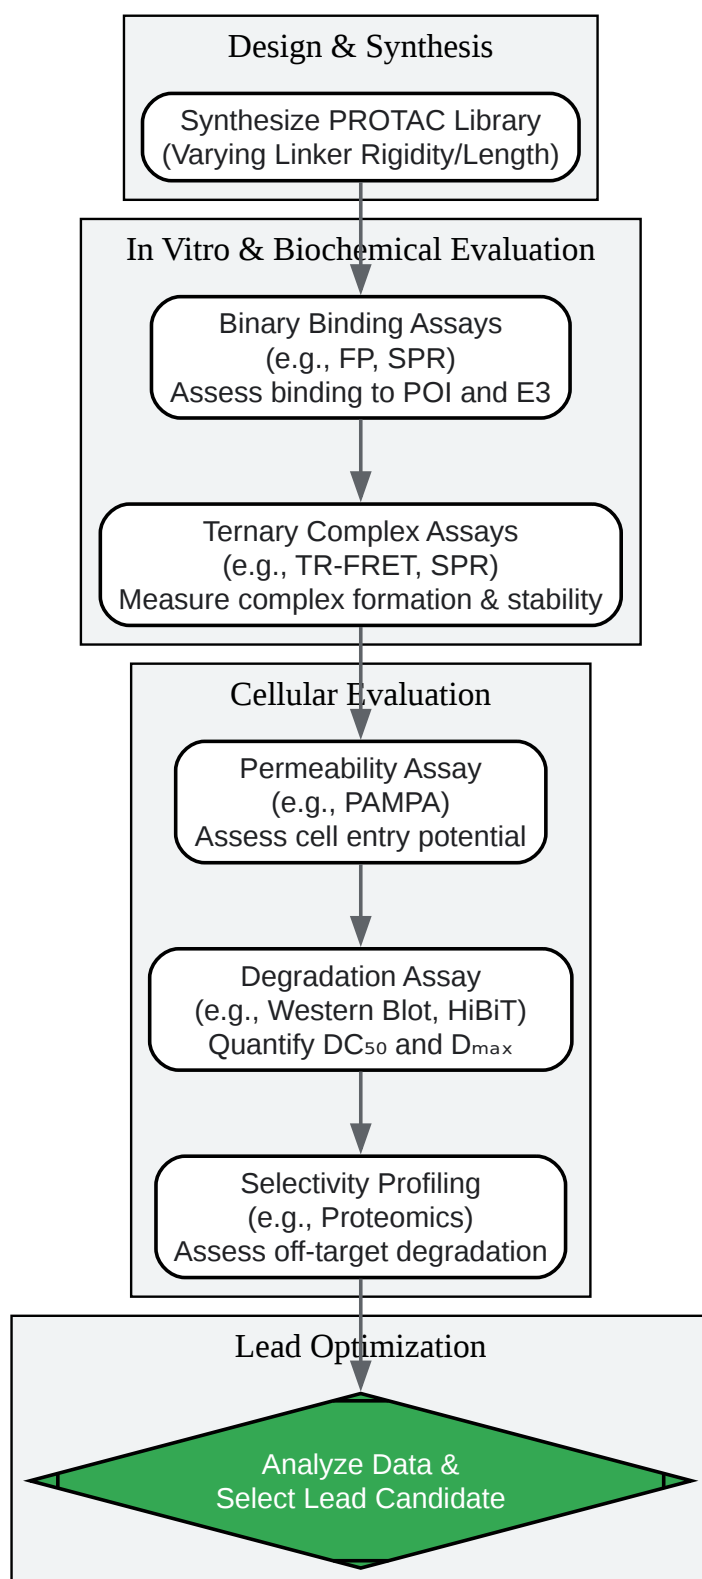 Design & Synthesis
Synthesize PROTAC Library
(Varying Linker Rigidity/Length)
In Vitro & Biochemical Evaluation
Binary Binding Assays
(e.g., FP, SPR)
Assess binding to POI and E3
Ternary Complex Assays
(e.g., TR-FRET, SPR)
Measure complex formation & stability
Cellular Evaluation
Permeability Assay
(e.g., PAMPA)
Assess cell entry potential
Degradation Assay
(e.g., Western Blot, HiBiT)
Quantify DC₅₀ and Dₘₐₓ
Selectivity Profiling
(e.g., Proteomics)
Assess off-target degradation
Lead Optimization
Analyze Data &
Select Lead Candidate